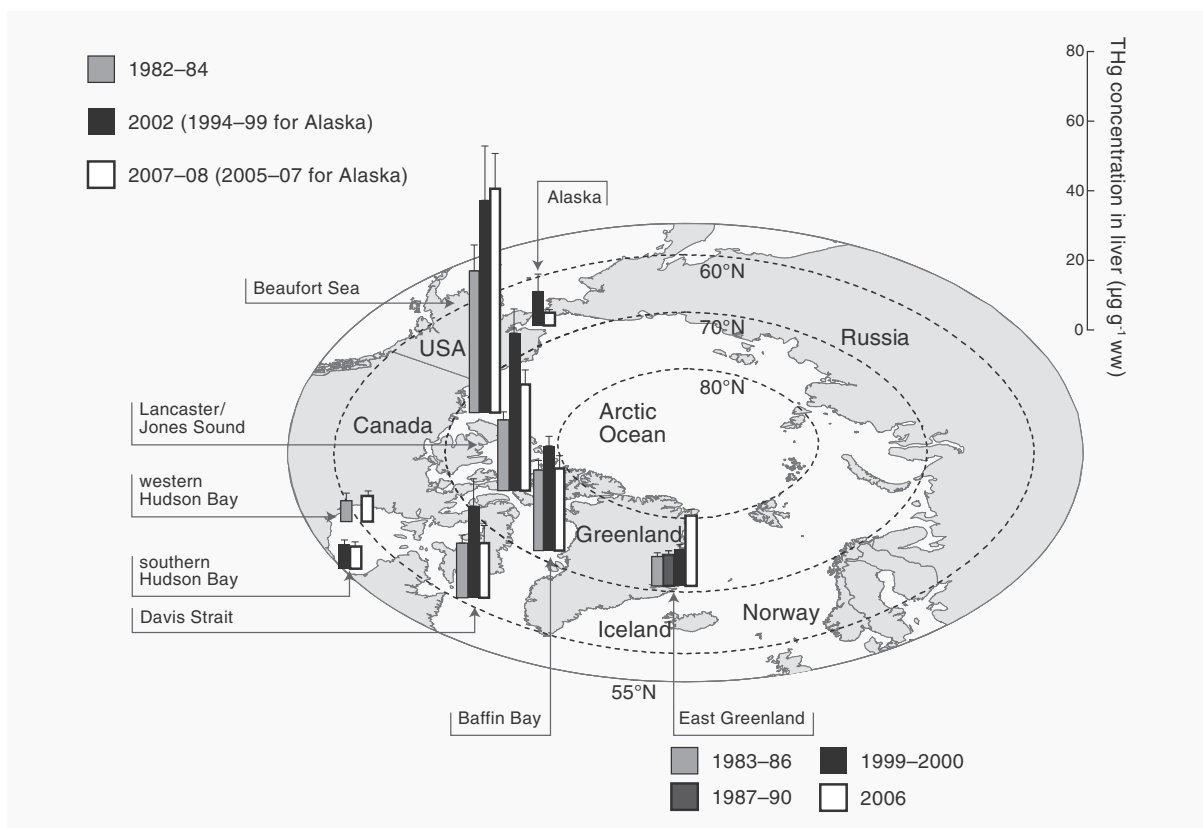 1982–84
2002 (1994–99 for Alaska)
2007–08 (2005–07 for Alaska)
80
60
40
20
0
THg concentration in liver (µg g-1 ww)
Alaska
Beaufort Sea
60°N
70°N
80°N
USA
Russia
Canada
Arctic
Ocean
Lancaster/
Jones Sound
western
Hudson Bay
southern
Hudson Bay
Davis Strait
Greenland
Iceland
Norway
55°N
Baffin Bay
East Greenland
1983–86
1999–2000
1987–90
2006